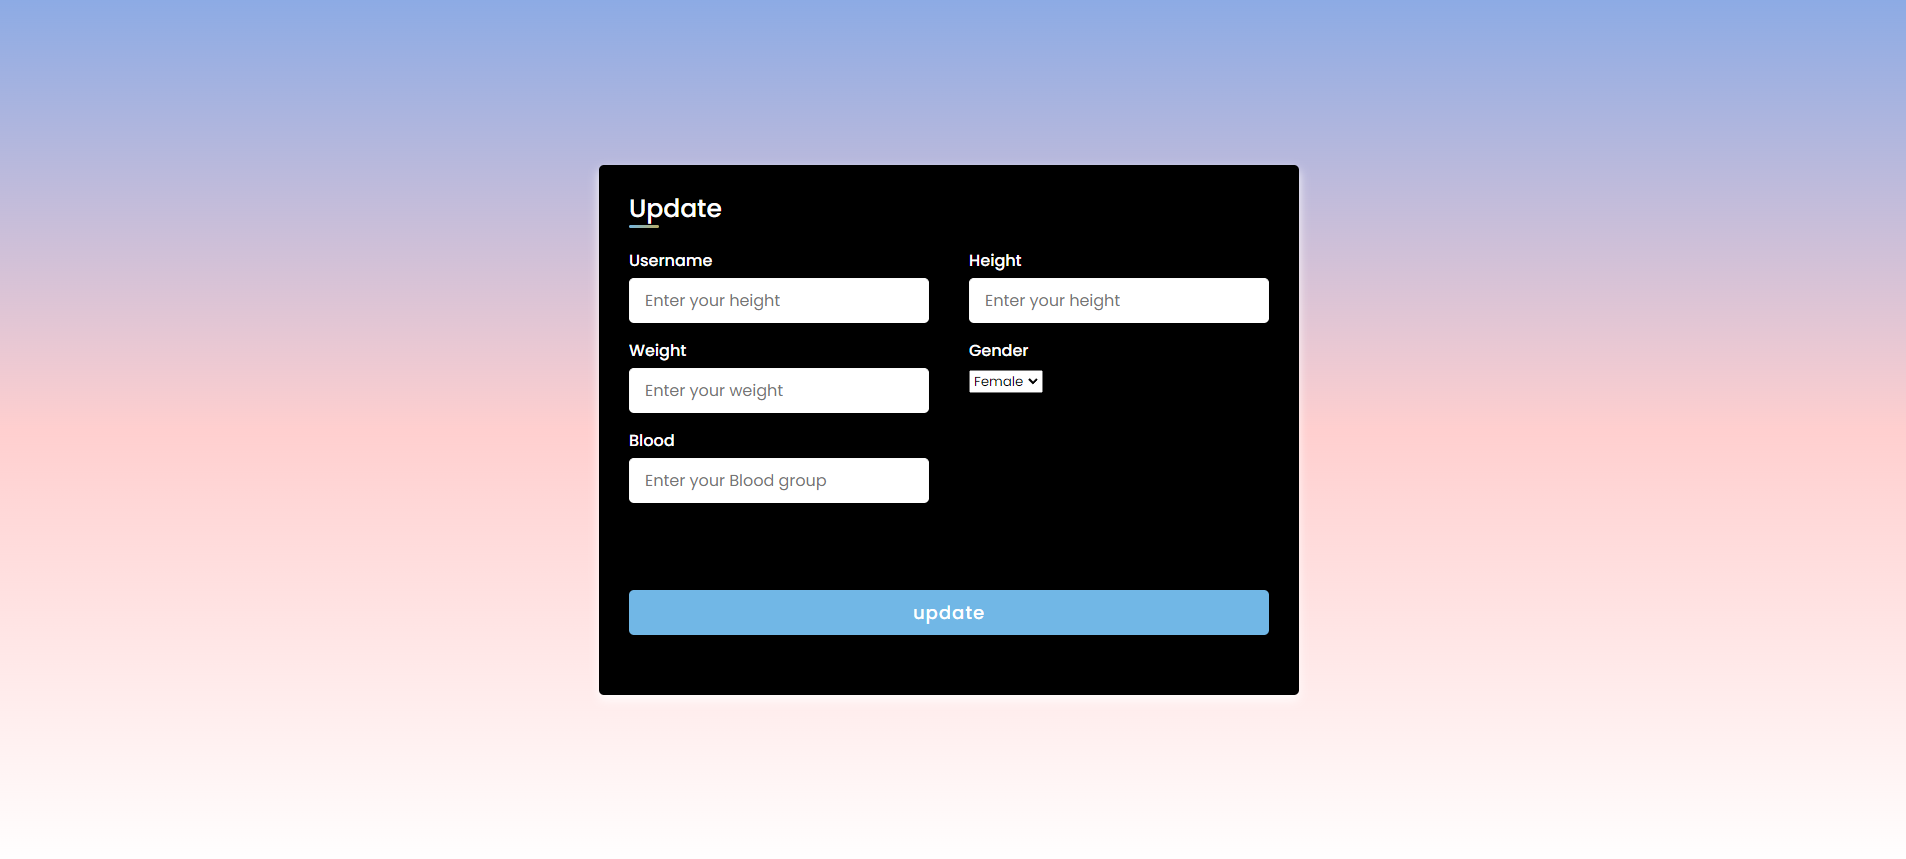 Update
Username
Height
Enter your height
Enter your height
Weight
Gender
Enter your weight
Female
Blood
Enter your Blood group
update